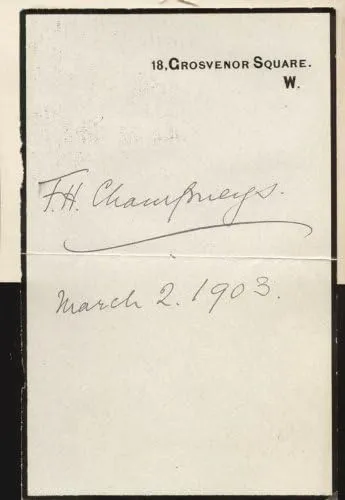 18, GROSVENOR SQUARE.
W.
F.H. Champneys.
March 2. 1903.